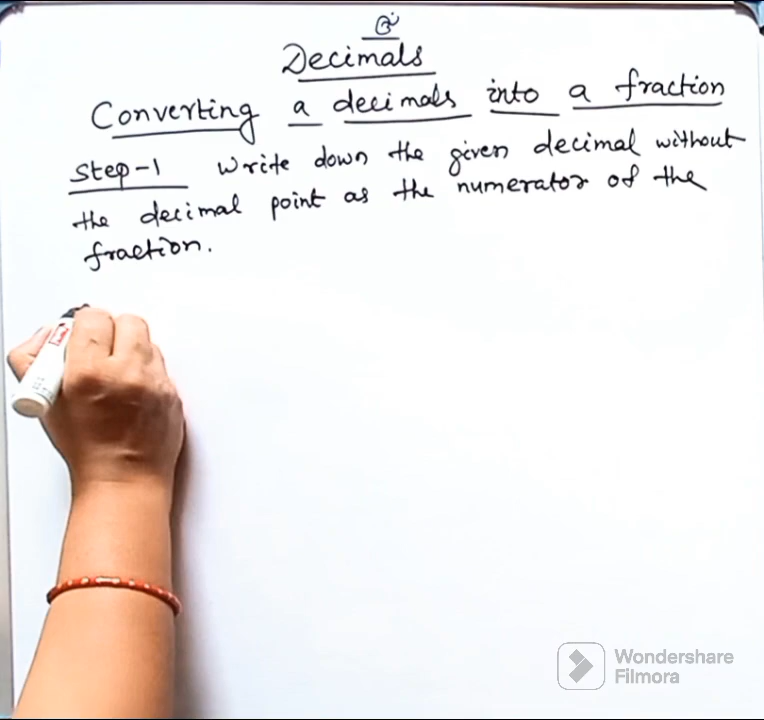 Decimals
Converting a decimals into a fraction
Step-1 Write down the given decimal without
the decimal point as the numerator of the
fraction.
Wondershare
Filmora